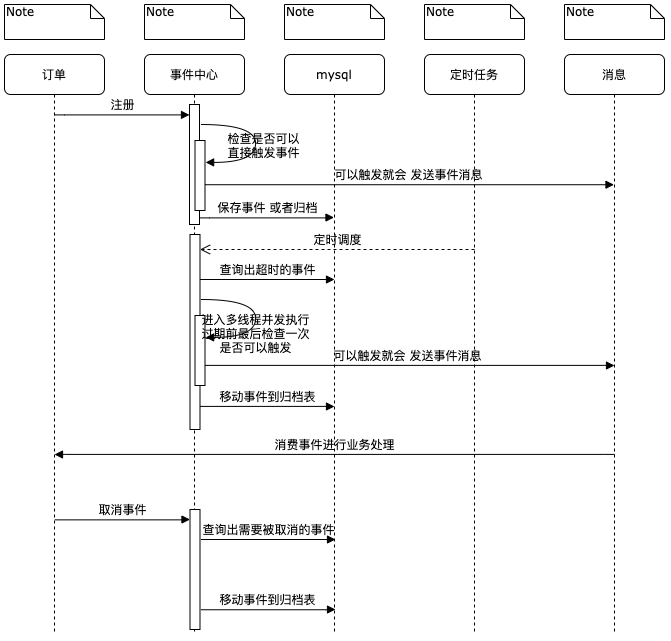 Note
Note
Note
Note
Note
订单
事件中心
mysql
定时任务
消息
注册
检查是否可以
直接触发事件
可以触发就会 发送事件消息
保存事件 或者归档
定时调度
查询出超时的事件
进入多线程并发执行
过期前最后检查一次
是否可以触发
可以触发就会 发送事件消息
移动事件到归档表
消费事件进行业务处理
取消事件
查询出需要被取消的事件
移动事件到归档表